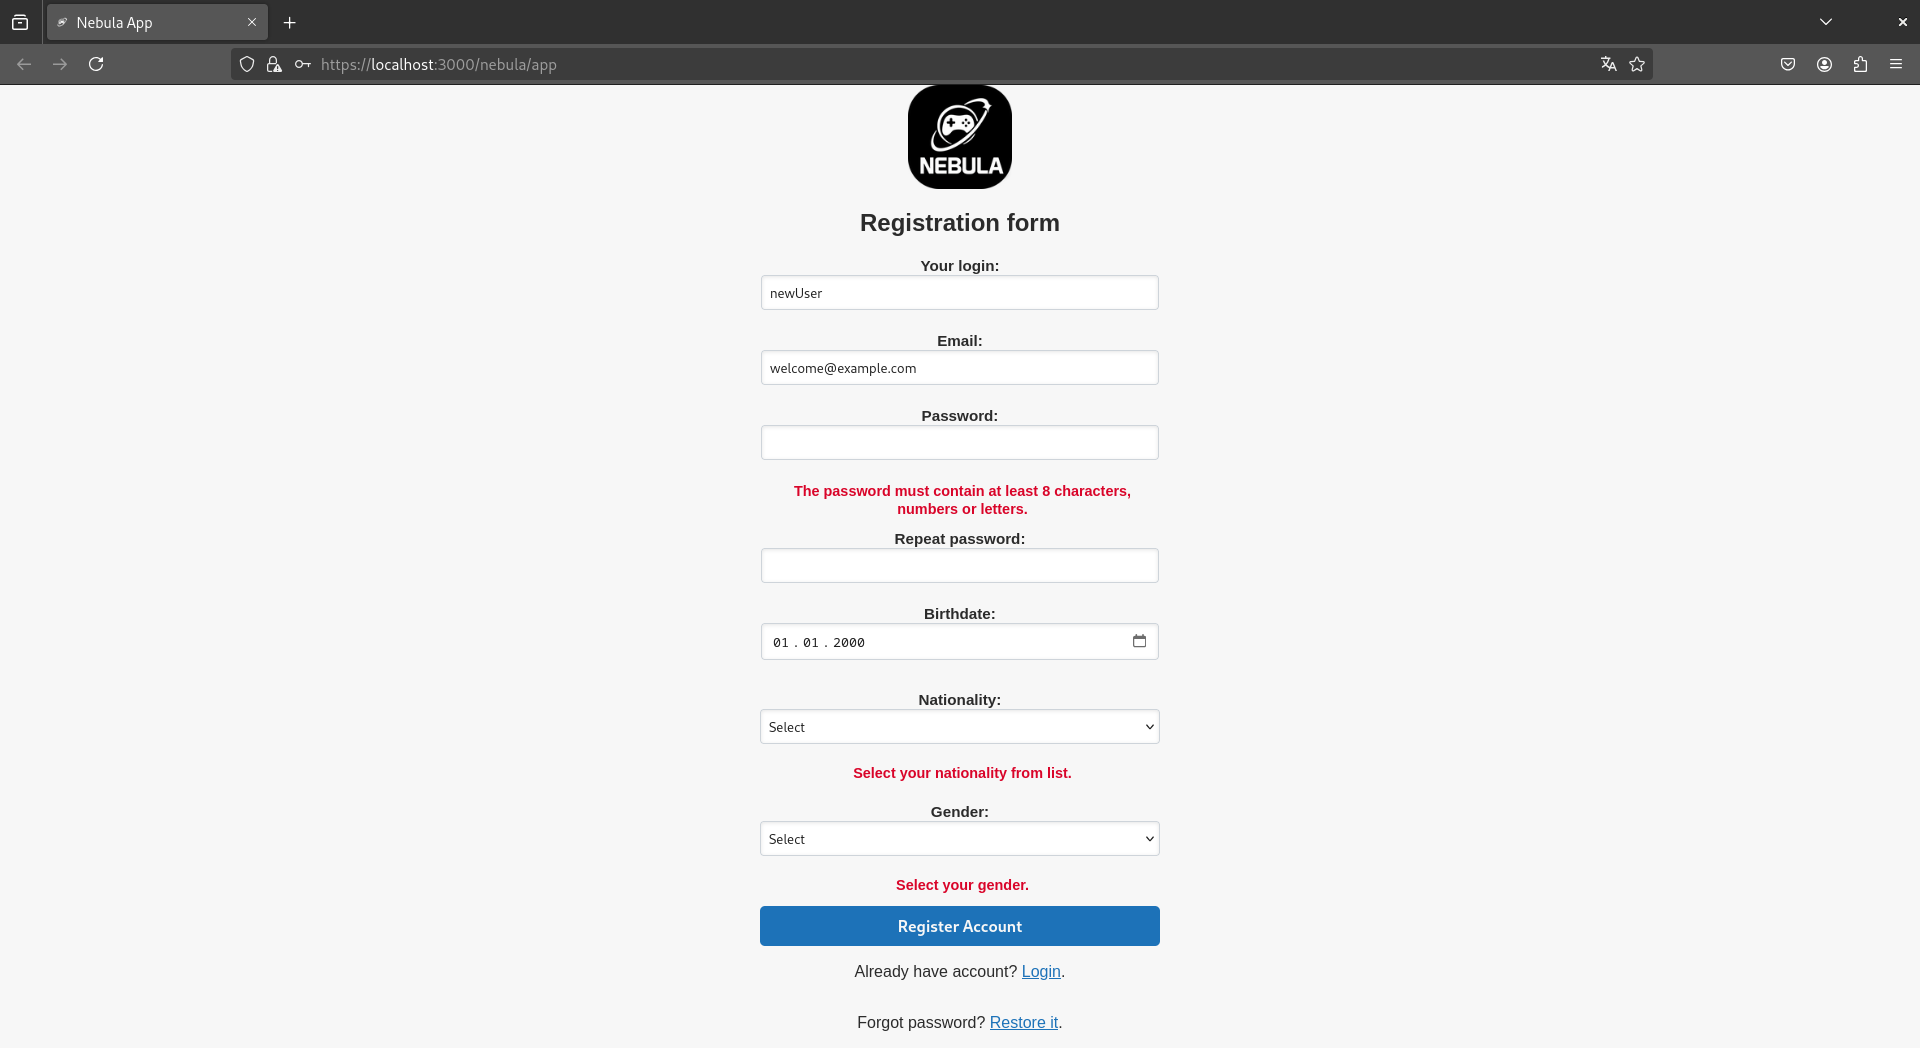 Nebula App
https://localhost:3000/nebula/app
NEBULA
Registration form
Your login:
newUser
Email:
welcome@example.com
Password:
The password must contain at least 8 characters,
numbers or letters.
Repeat password:
Birthdate:
01 . 01 . 2000
Nationality:
Select
Select your nationality from list.
Gender:
Select
Select your gender.
Register Account
Already have account? Login.
Forgot password? Restore it.